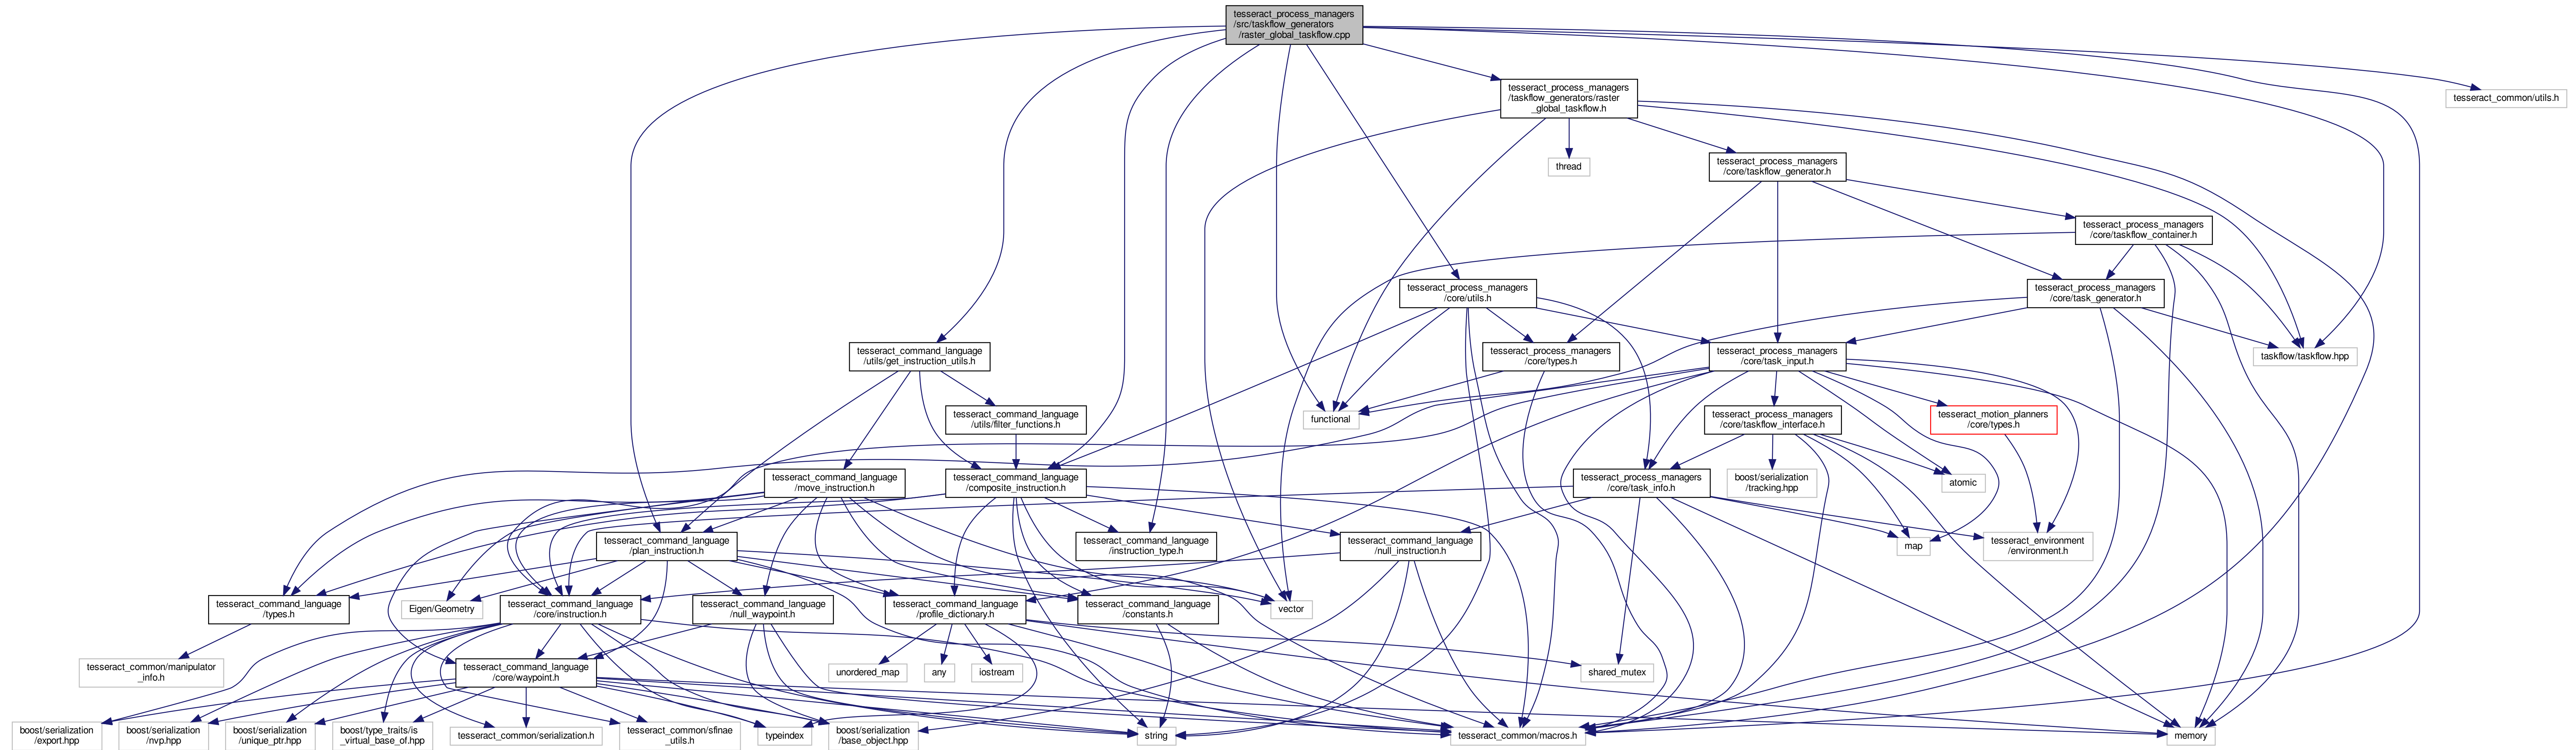 tesseract_process_managers
/src/taskflow_generators
/raster_global_taskflow.cpp
tesseract_process_managers
/taskflow_generators/raster
_global_taskflow.h
tesseract_common/utils.h
thread
tesseract_process_managers
/core/taskflow_generator.h
tesseract_process_managers
/core/taskflow_container.h
tesseract_process_managers
/core/utils.h
tesseract_process_managers
/core/task_generator.h
tesseract_command_language
/utils/get_instruction_utils.h
tesseract_process_managers
/core/types.h
tesseract_process_managers
/core/task_input.h
taskflow/taskflow.hpp
tesseract_command_language
/utils/filter_functions.h
functional
tesseract_process_managers
/core/taskflow_interface.h
tesseract_motion_planners
/core/types.h
tesseract_command_language
/move_instruction.h
tesseract_command_language
/composite_instruction.h
tesseract_process_managers
/core/task_info.h
boost/serialization
/tracking.hpp
atomic
tesseract_command_language
/plan_instruction.h
tesseract_command_language
/instruction_type.h
tesseract_command_language
/null_instruction.h
map
tesseract_environment
/environment.h
tesseract_command_language
/types.h
Eigen/Geometry
tesseract_command_language
/core/instruction.h
tesseract_command_language
/null_waypoint.h
tesseract_command_language
/profile_dictionary.h
tesseract_command_language
/constants.h
vector
tesseract_common/manipulator
_info.h
tesseract_command_language
/core/waypoint.h
unordered_map
any
iostream
shared_mutex
boost/serialization
/export.hpp
boost/serialization
/nvp.hpp
boost/serialization
/unique_ptr.hpp
boost/type_traits/is
_virtual_base_of.hpp
tesseract_common/serialization.h
tesseract_common/sfinae
_utils.h
typeindex
boost/serialization
/base_object.hpp
string
tesseract_common/macros.h
memory